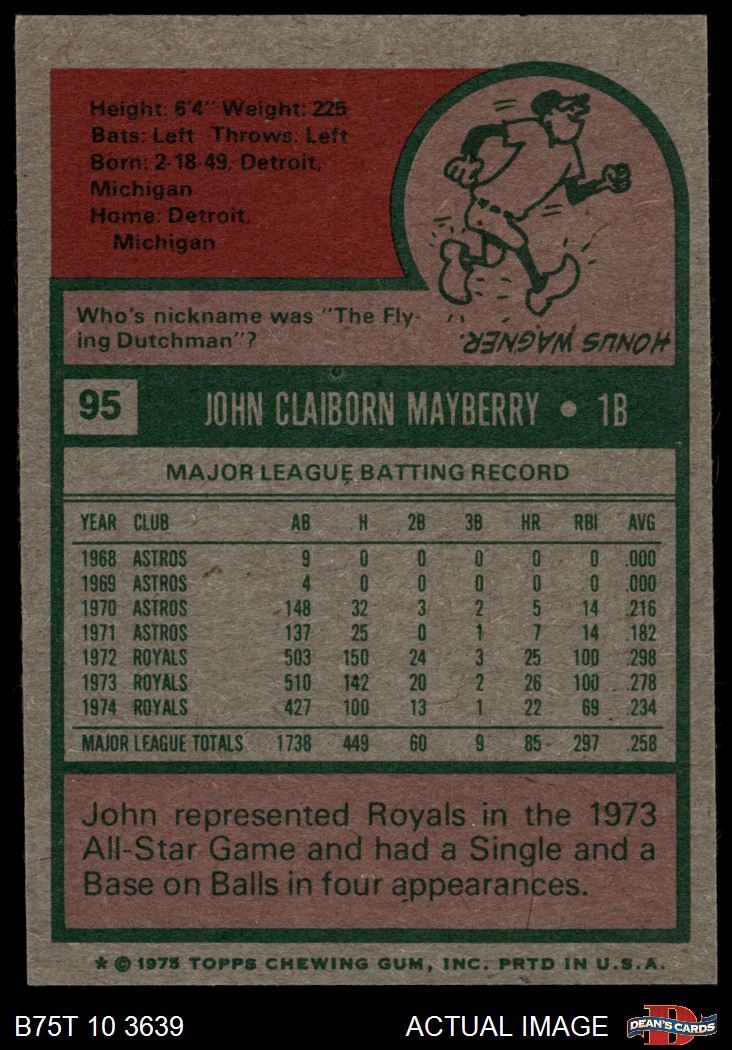 Height: 6'4" Weight: 225
Bats: Left Throws: Left
Born: 2-18-49, Detroit,
Michigan
Home: Detroit,
Michigan
Who's nickname was "The Fly-
ing Dutchman"?
HONUS WAGNER.
95 JOHN CLAIBORN MAYBERRY • 1B
MAJOR LEAGUE BATTING RECORD
YEAR CLUB AB H 2B 3B HR RBI AVG
1968 ASTROS 9 0 0 0 0 0 .000
1969 ASTROS 4 0 0 0 0 0 .000
1970 ASTROS 148 32 3 2 5 14 .216
1971 ASTROS 137 25 0 1 7 14 .182
1972 ROYALS 503 150 24 3 25 100 .298
1973 ROYALS 510 142 20 2 26 100 .278
1974 ROYALS 427 100 13 1 22 69 .234
MAJOR LEAGUE TOTALS 1738 449 60 9 85 297 .258
John represented Royals in the 1973
All-Star Game and had a Single and a
Base on Balls in four appearances.
* © 1975 TOPPS CHEWING GUM, INC. PRTD IN U.S.A.
B75T 10 3639 ACTUAL IMAGE D DEAN'S CARDS